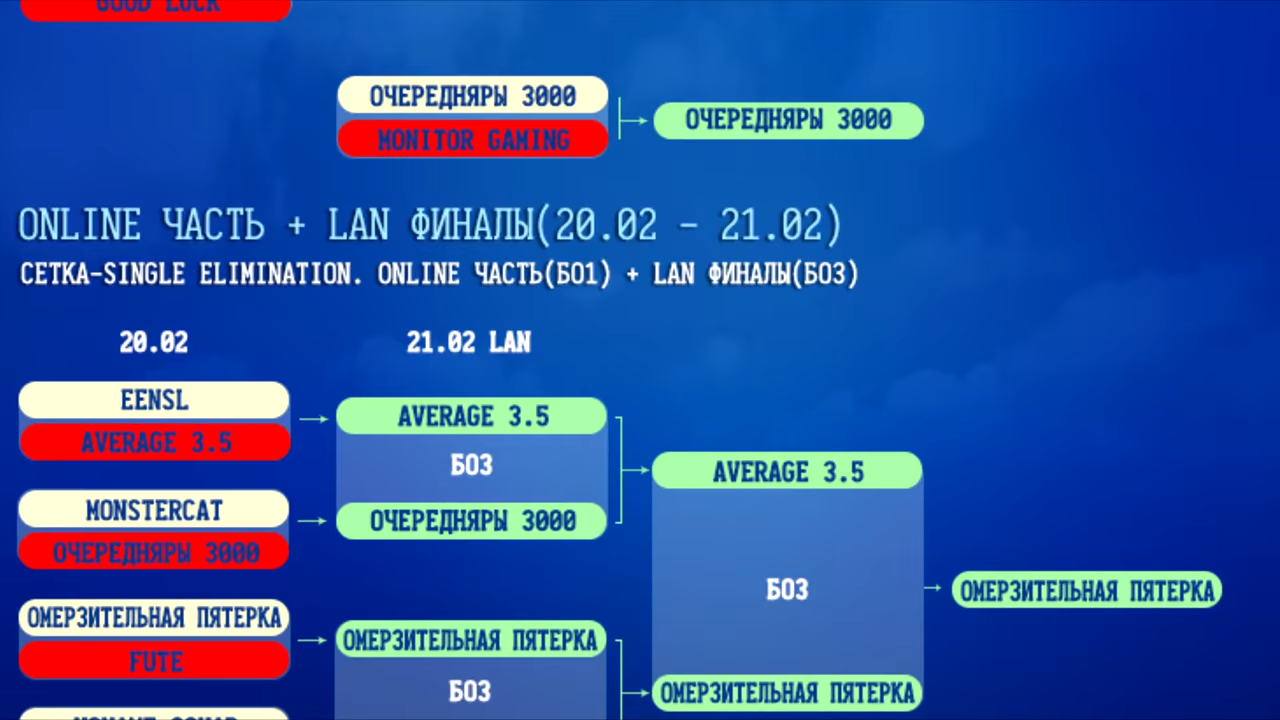 GOOD LUCK
ОЧЕРЕДНЯРЫ 3000
MONITOR GAMING
ОЧЕРЕДНЯРЫ 3000
ONLINE ЧАСТЬ + LAN ФИНАЛЫ(20.02 - 21.02)
СЕТКА-SINGLE ELIMINATION. ONLINE ЧАСТЬ(БО1) + LAN ФИНАЛЫ(БО3)
20.02
21.02 LAN
EENSL
AVERAGE 3.5
AVERAGE 3.5
БО3
AVERAGE 3.5
MONSTERCAT
ОЧЕРЕДНЯРЫ 3000
ОЧЕРЕДНЯРЫ 3000
БО3
ОМЕРЗИТЕЛЬНАЯ ПЯТЕРКА
ОМЕРЗИТЕЛЬНАЯ ПЯТЕРКА
FUTE
ОМЕРЗИТЕЛЬНАЯ ПЯТЕРКА
БО3
ОМЕРЗИТЕЛЬНАЯ ПЯТЕРКА